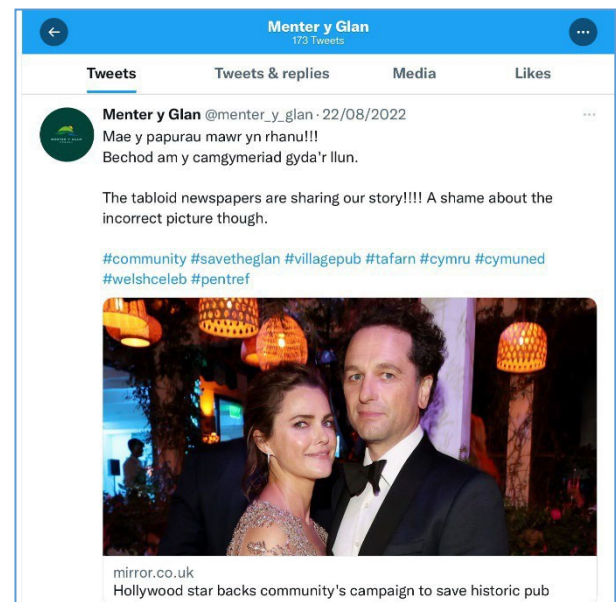 Menter y Glan
173 Tweets
Tweets Tweets & replies Media Likes
Menter y Glan @menter_y_glan · 22/08/2022
Mae y papurau mawr yn rhanu!!!
Bechod am y camgymeriad gyda'r llun.
The tabloid newspapers are sharing our story!!!! A shame about the
incorrect picture though.
#community #savetheglan #villagepub #tafarn #cymru #cymuned
#welshceleb #pentref
mirror.co.uk
Hollywood star backs community's campaign to save historic pub